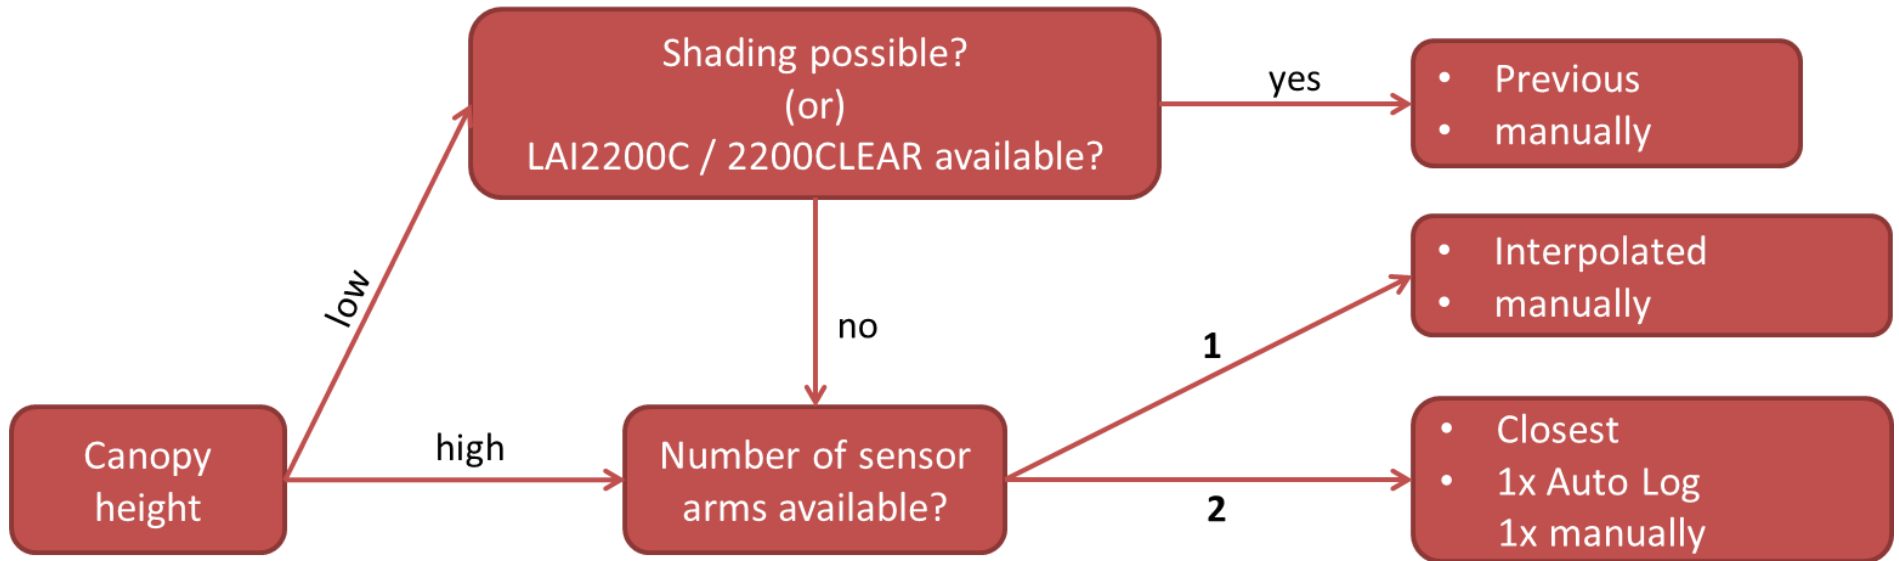 Shading possible?
(or)
LAI2200C / 2200CLEAR available?
yes
• Previous
• manually
low
no
• Interpolated
• manually
1
Canopy
height
high
Number of sensor
arms available?
2
• Closest
• 1x Auto Log
1x manually